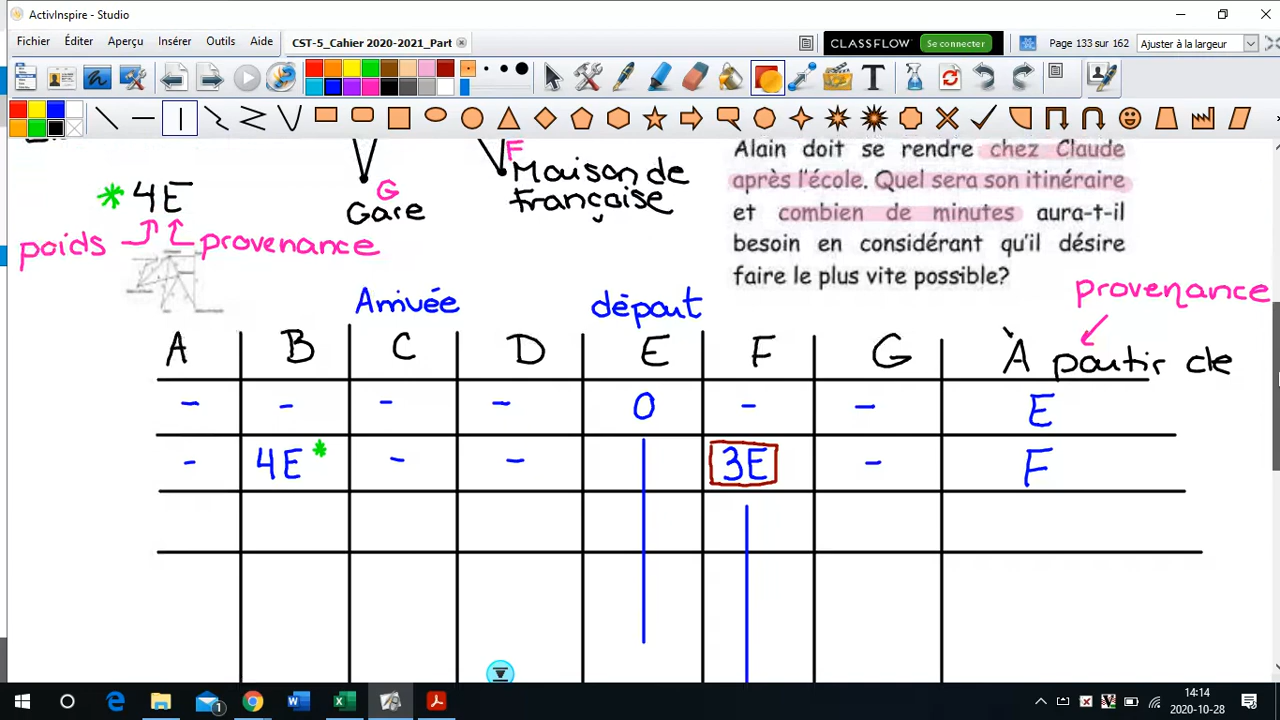 ActivInspire - Studio
Fichier Éditer Aperçu Insérer Outils Aide CST-5_Cahier 2020-2021_Part CLASSFLOW Se connecter Page 133 sur 162 Ajuster à la largeur
Alain doit se rendre chez Claude
après l'école. Quel sera son itinéraire
et combien de minutes aura-t-il
besoin en considérant qu'il désire
faire le plus vite possible?
F
Maison de
Françoise
G
Gare
* 4E
poids provenance
provenance
Arrivée départ
A B C D E F G À partir de
- - - - 0 - - E
- 4E * - - 3E - F
1
14:14
2020-10-28